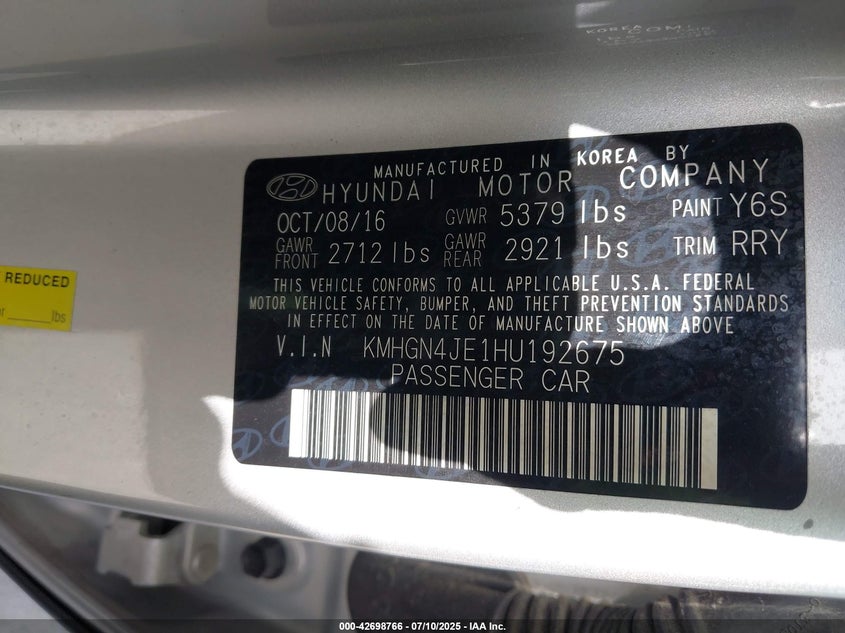 KOREA
REDUCED
lbs
MANUFACTURED IN KOREA BY
HYUNDAI MOTOR COMPANY
OCT/08/16 GVWR 5379 lbs PAINT Y6S
GAWR FRONT 2712 lbs GAWR REAR 2921 lbs TRIM RRY
THIS VEHICLE CONFORMS TO ALL APPLICABLE U.S.A. FEDERAL
MOTOR VEHICLE SAFETY, BUMPER, AND THEFT PREVENTION STANDARDS
IN EFFECT ON THE DATE OF MANUFACTURE SHOWN ABOVE
V.I.N KMHGN4JE1HU192675
PASSENGER CAR
000-42698766 - 07/10/2025 - IAA Inc.